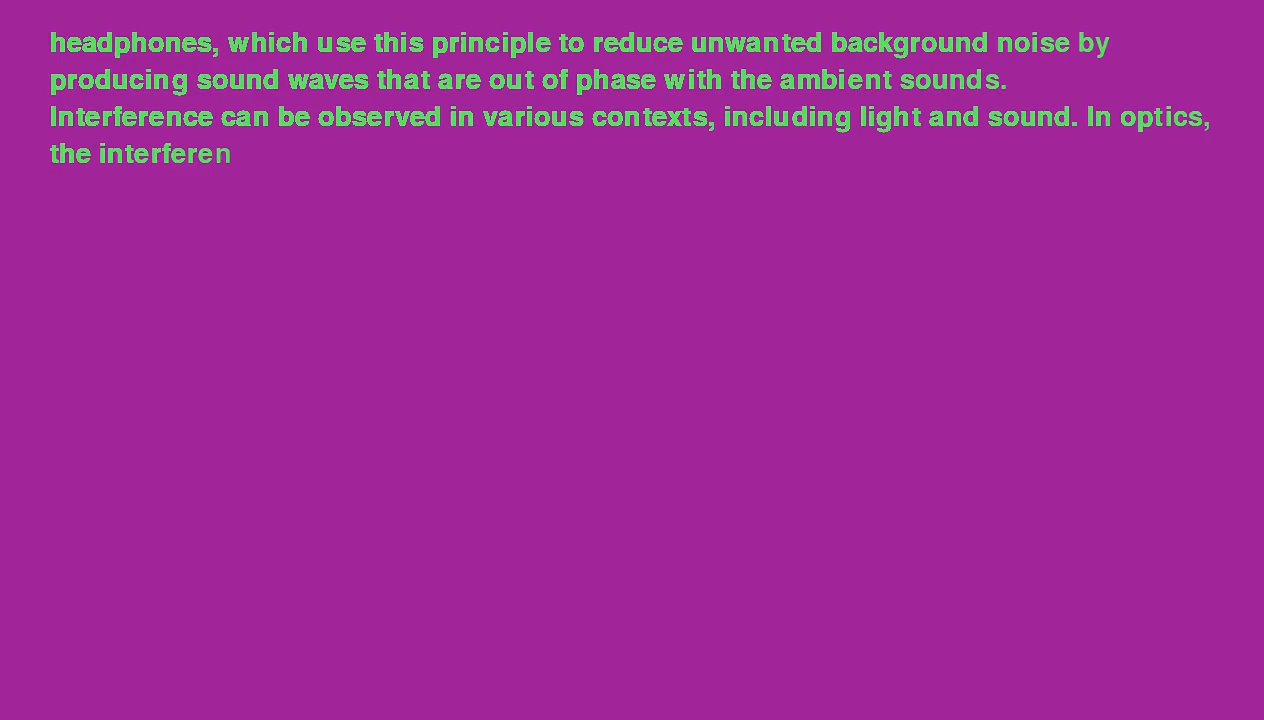 headphones, which use this principle to reduce unwanted background noise by
producing sound waves that are out of phase with the ambient sounds.
Interference can be observed in various contexts, including light and sound. In optics,
the interferen